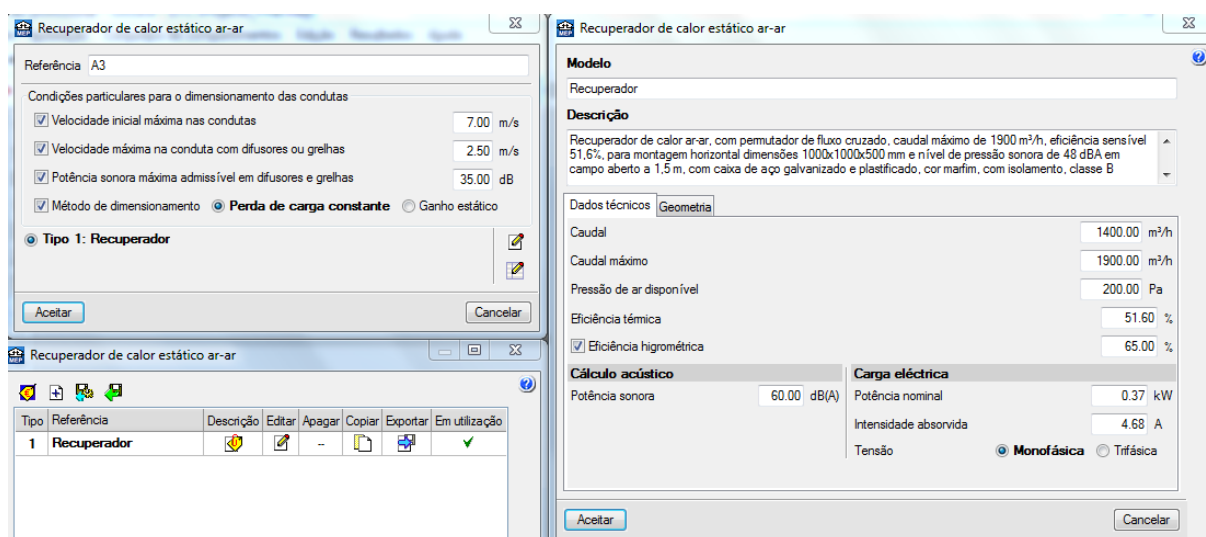 Recuperador de calor estático ar-ar
Referência A3
Condições particulares para o dimensionamento das condutas
Velocidade inicial máxima nas condutas 7.00 m/s
Velocidade máxima na conduta com difusores ou grelhas 2.50 m/s
Potência sonora máxima admissível em difusores e grelhas 35.00 dB
Método de dimensionamento Perda de carga constante Ganho estático
Tipo 1: Recuperador
Aceitar Cancelar
Recuperador de calor estático ar-ar
Tipo Referência Descrição Editar Apagar Copiar Exportar Em utilização
1 Recuperador --
Recuperador de calor estático ar-ar
Modelo
Recuperador
Descrição
Recuperador de calor ar-ar, com permutador de fluxo cruzado, caudal máximo de 1900 m³/h, eficiência sensível
51,6%, para montagem horizontal dimensões 1000x1000x500 mm e nível de pressão sonora de 48 dBA em
campo aberto a 1,5 m, com caixa de aço galvanizado e plastificado, cor marfim, com isolamento, classe B
Dados técnicos Geometria
Caudal 1400.00 m³/h
Caudal máximo 1900.00 m³/h
Pressão de ar disponível 200.00 Pa
Eficiência térmica 51.60 %
Eficiência higrométrica 65.00 %
Cálculo acústico Carga eléctrica
Potência sonora 60.00 dB(A) Potência nominal 0.37 kW
Intensidade absorvida 4.68 A
Tensão Monofásica Trifásica
Aceitar Cancelar